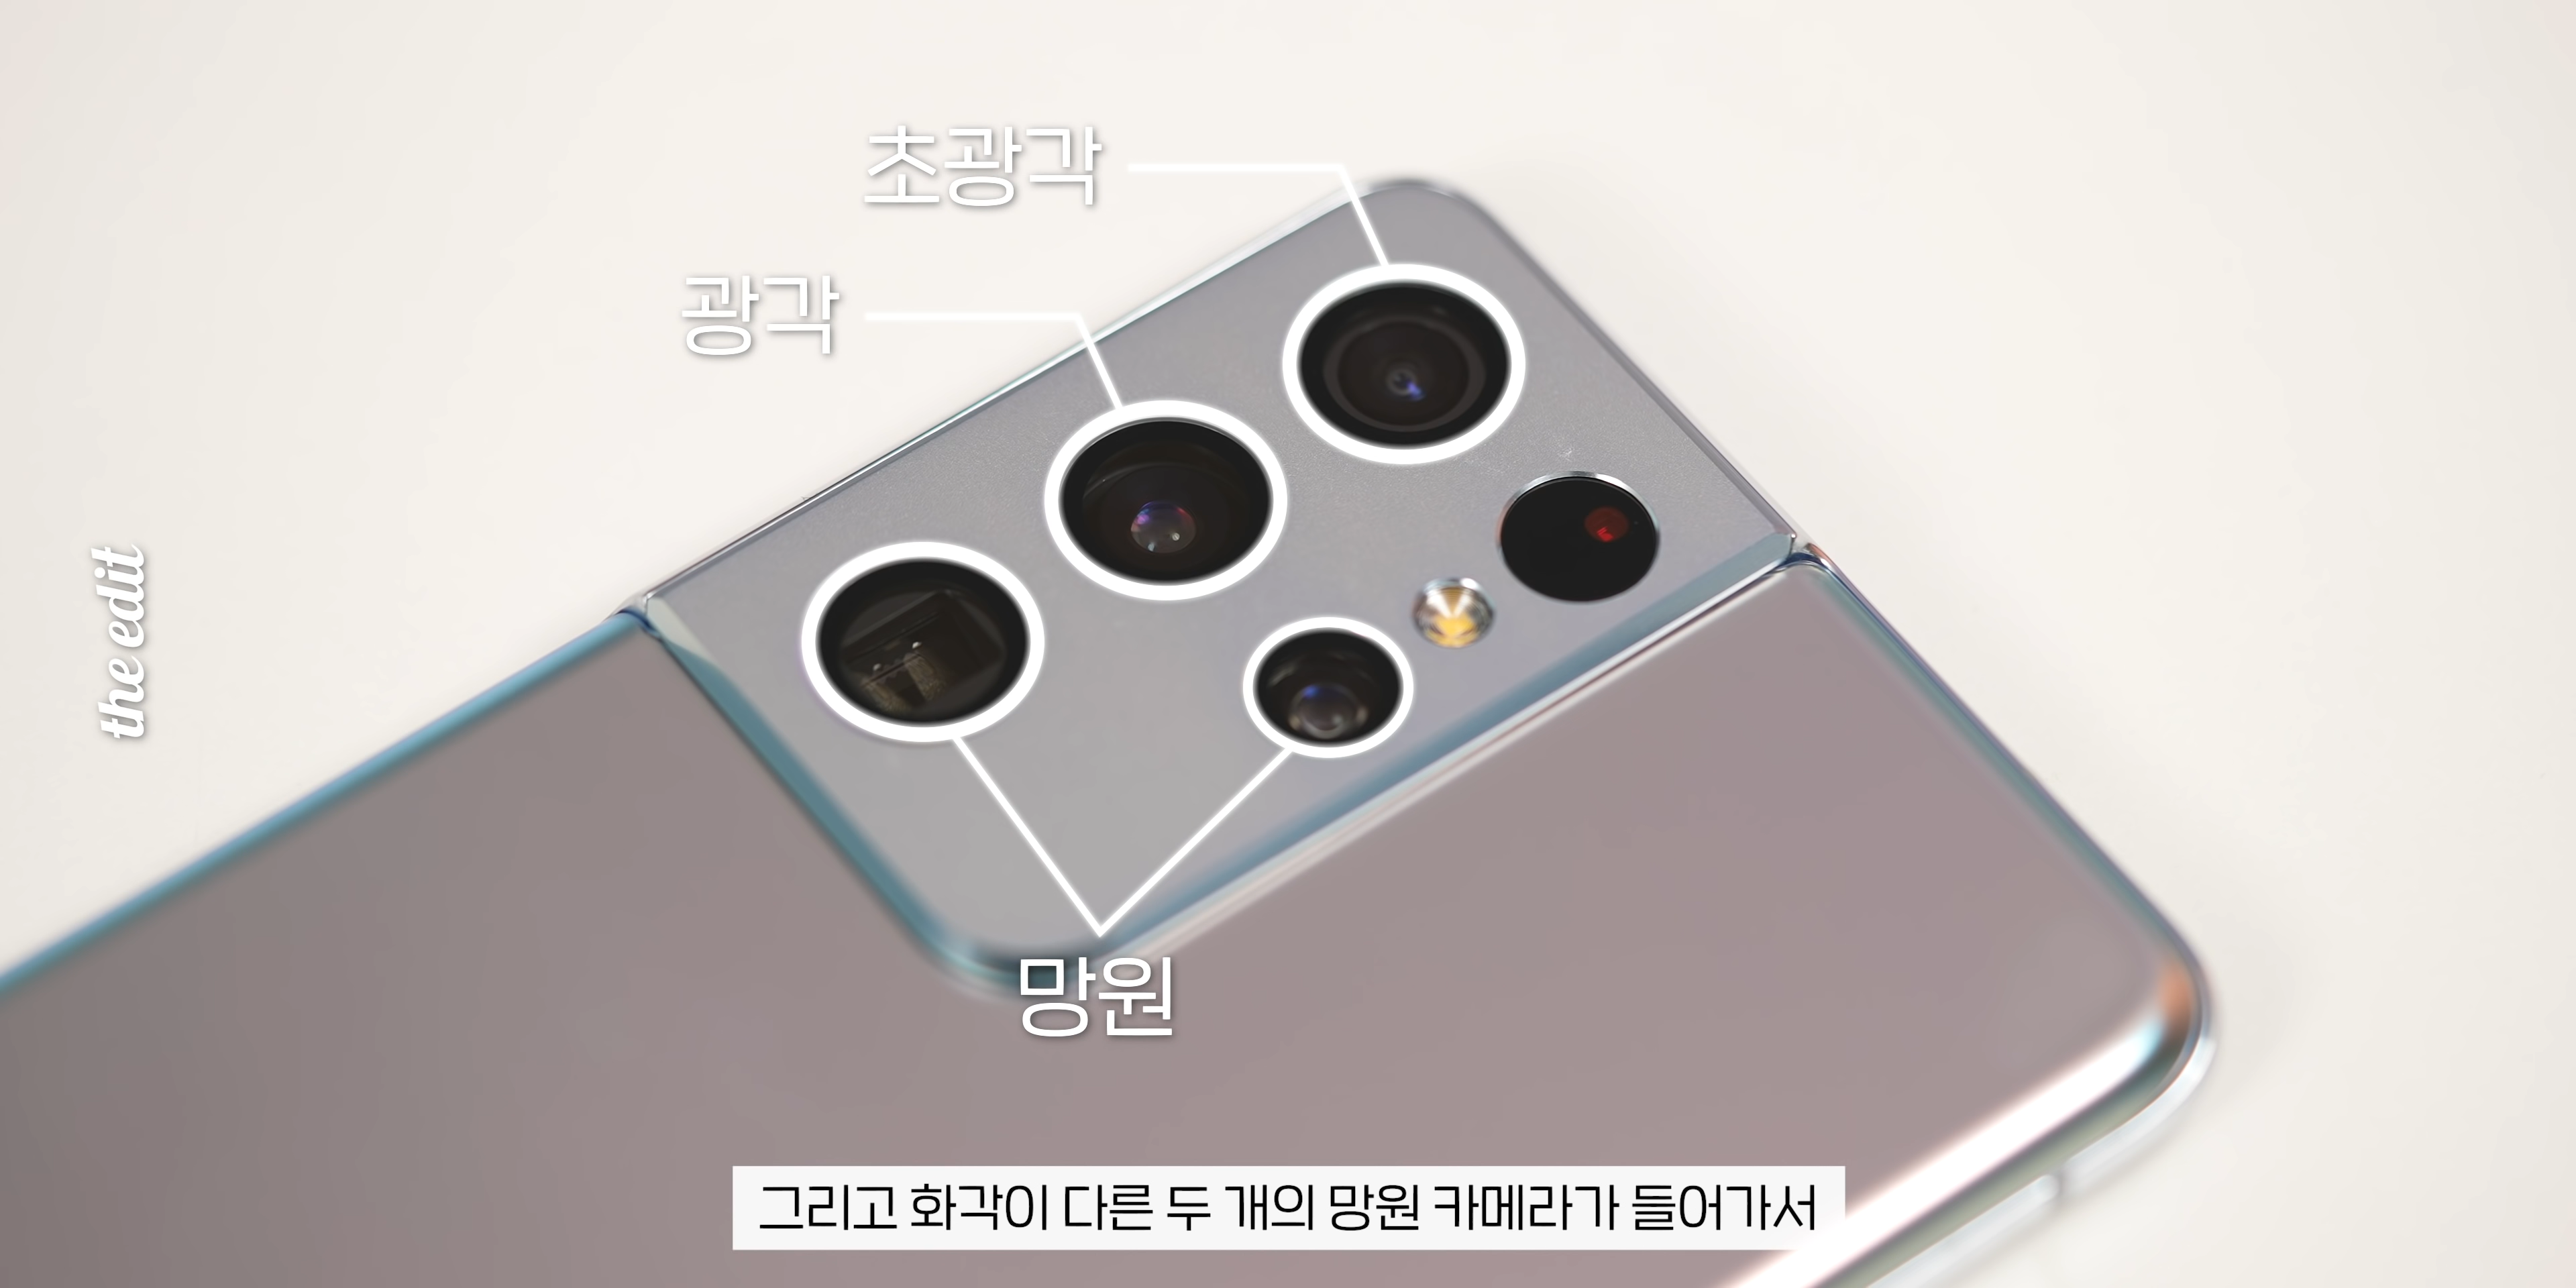 초광각
광각
the edit
망원
그리고 화각이 다른 두 개의 망원 카메라가 들어가서